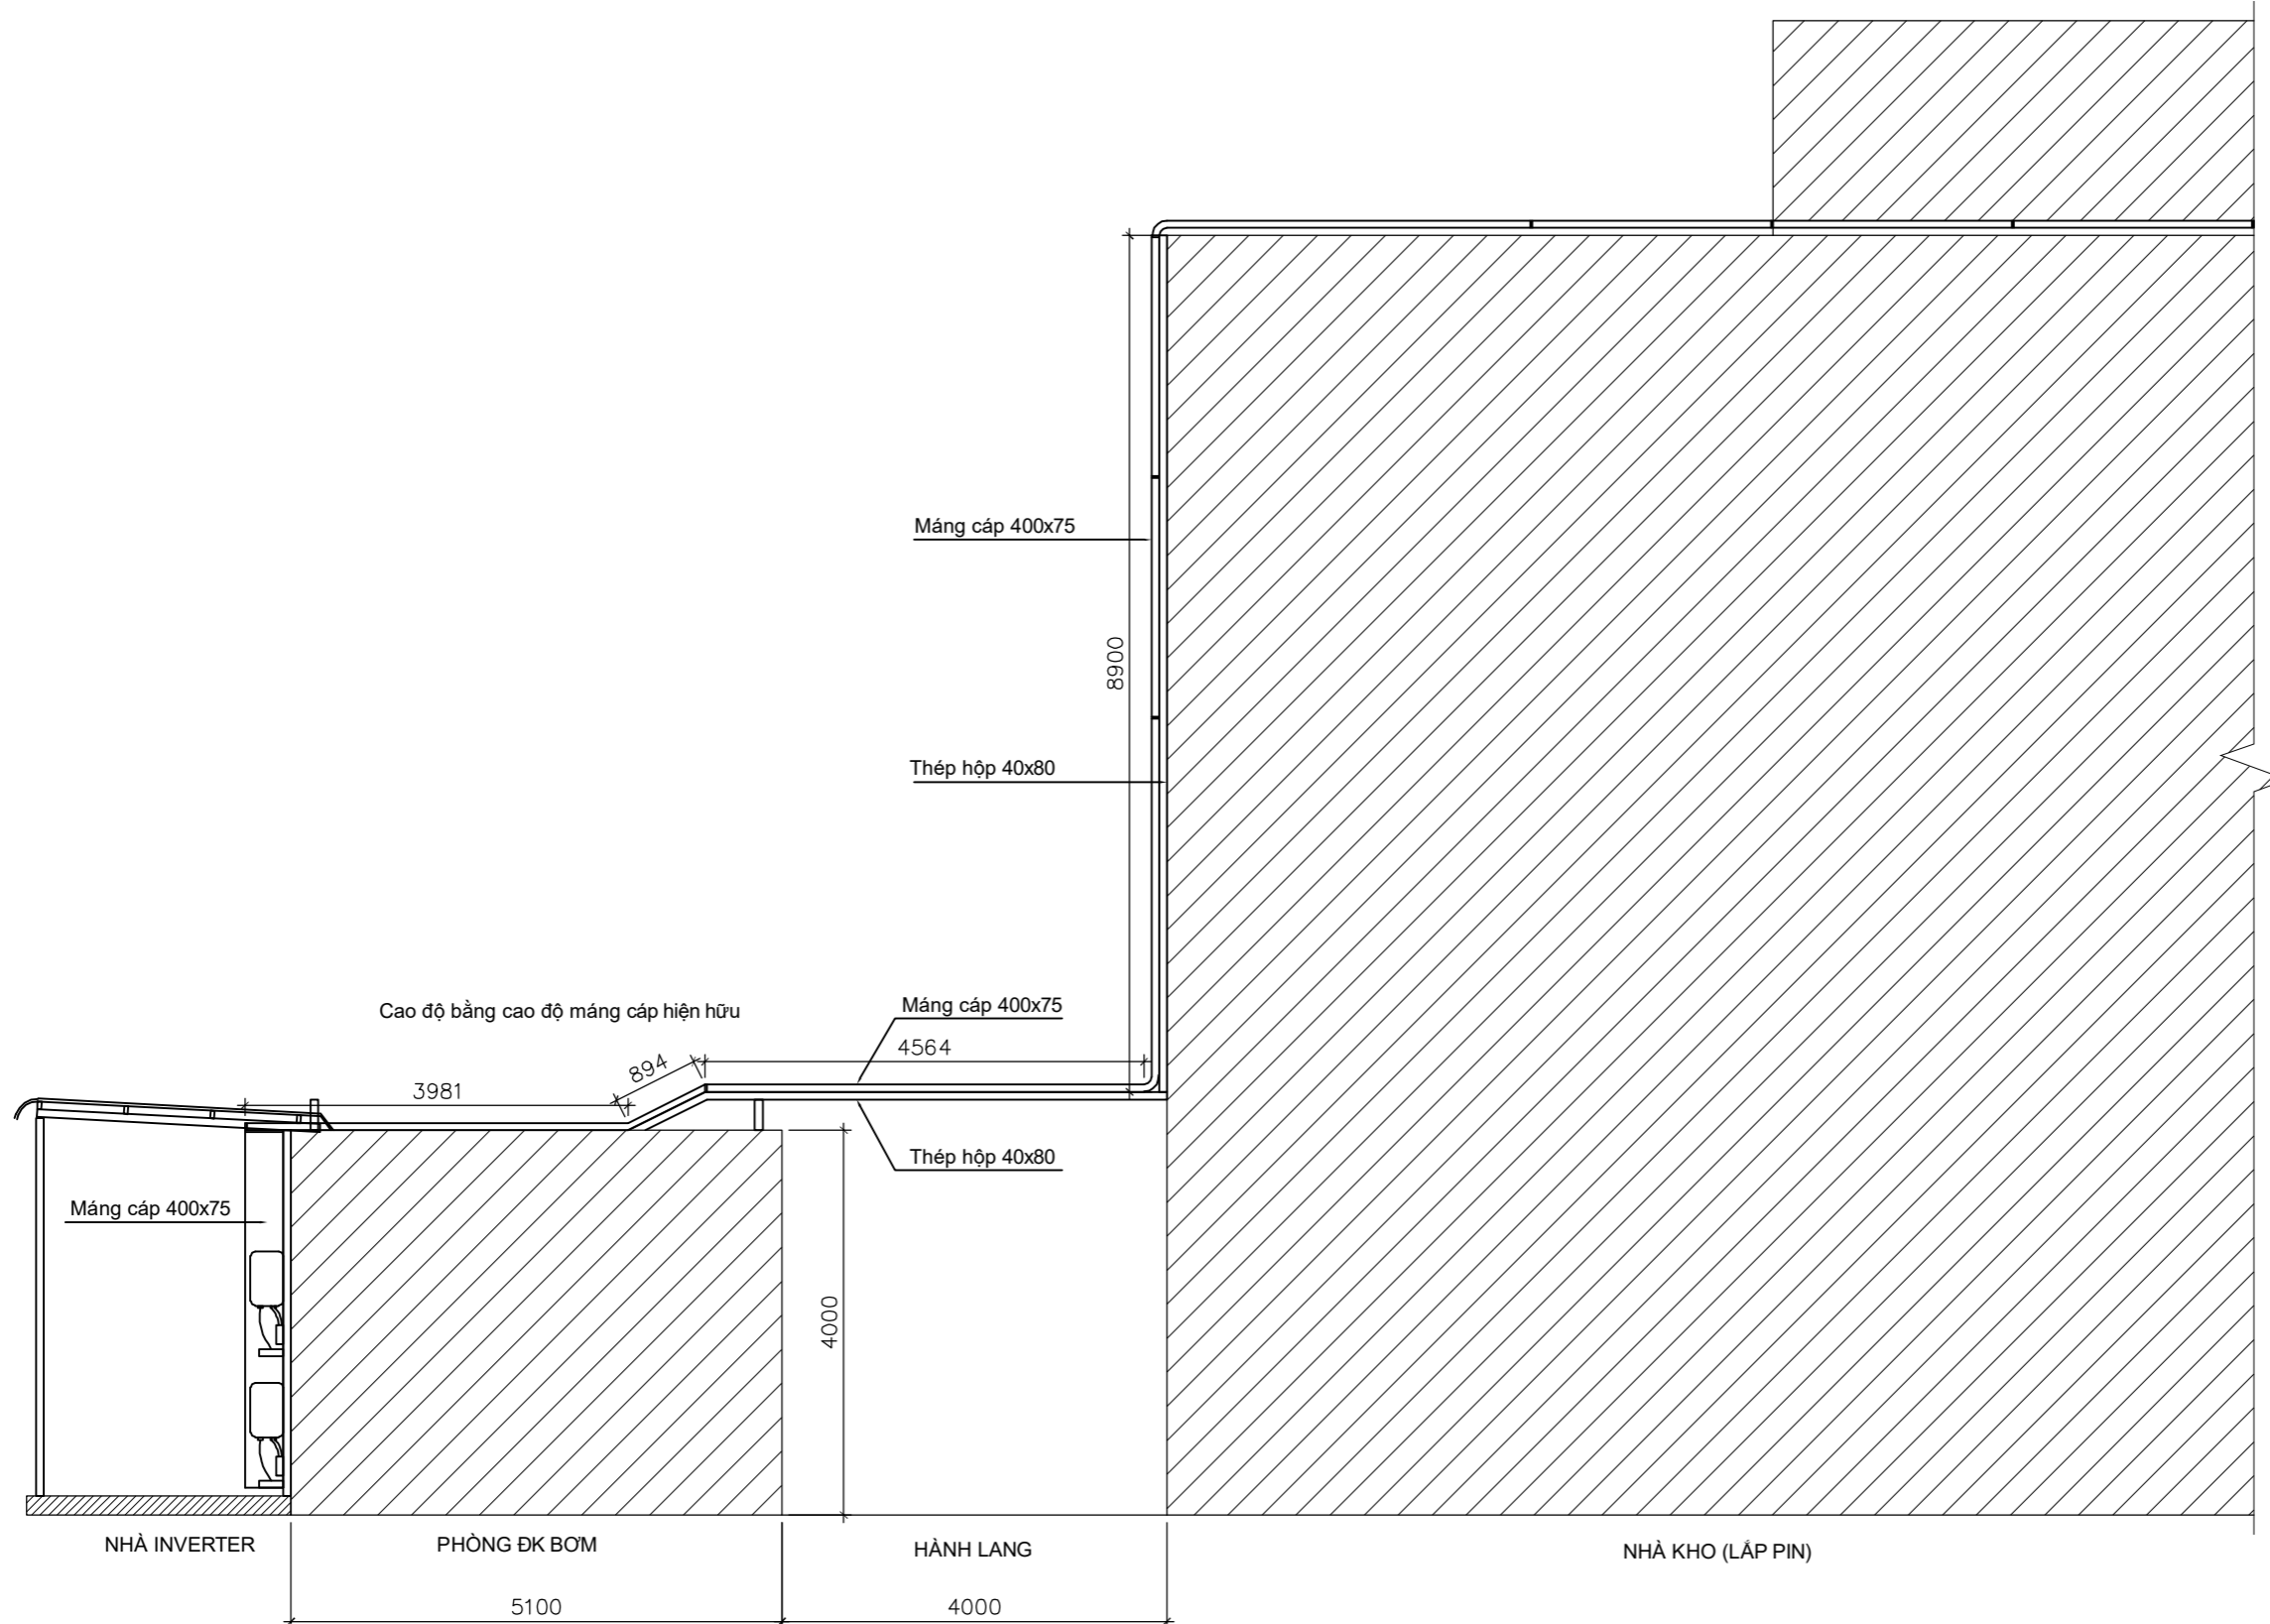 Máng cáp 400x75
8900
Thép hộp 40x80
Cao độ bằng cao độ máng cáp hiện hữu
Máng cáp 400x75
4564
894
3981
Thép hộp 40x80
Máng cáp 400x75
4000
NHÀ INVERTER
PHÒNG ĐK BƠM
HÀNH LANG
NHÀ KHO (LẮP PIN)
5100
4000